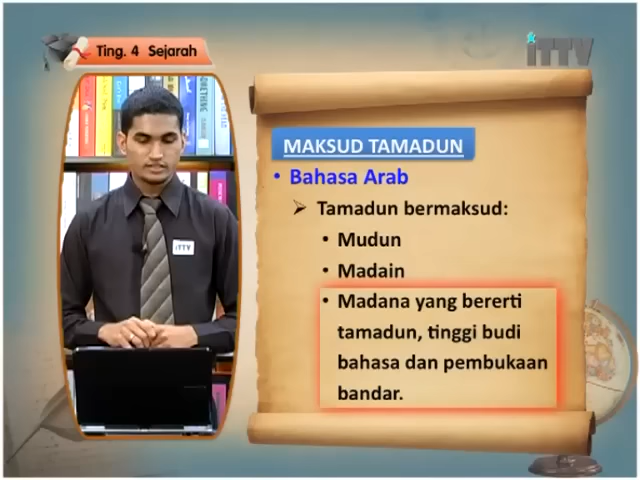 Ting. 4 Sejarah
iTTV
MAKSUD TAMADUN
• Bahasa Arab
➢ Tamadun bermaksud:
• Mudun
• Madain
• Madana yang bererti
tamadun, tinggi budi
bahasa dan pembukaan
bandar.
iTTV